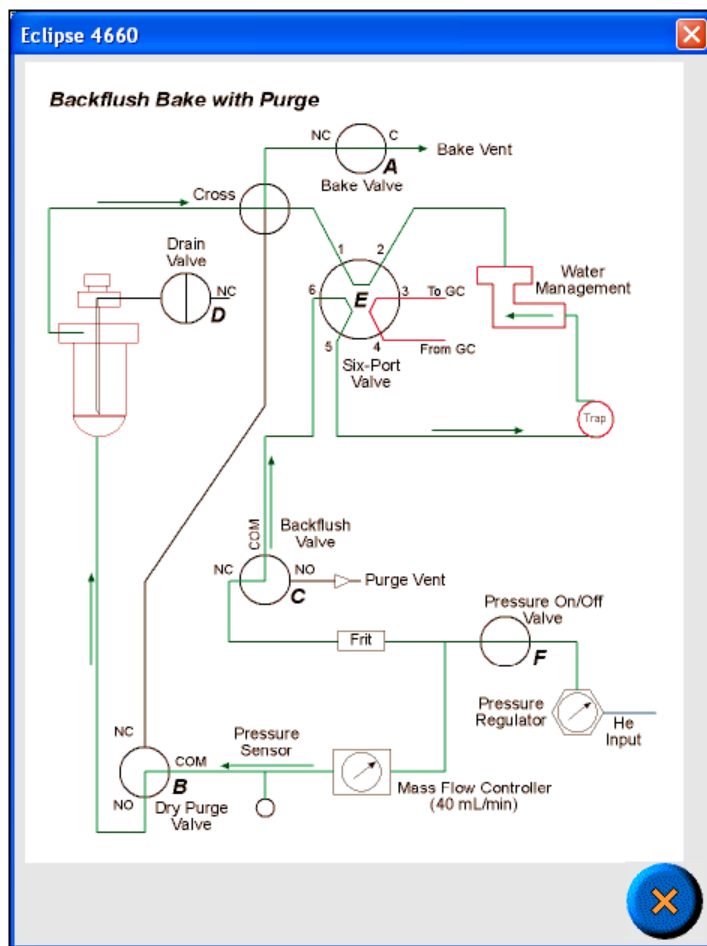 Eclipse 4660
Backflush Bake with Purge
NC
C
Bake Vent
A
Bake Valve
Cross
Drain
Valve
NC
D
1
2
6
E
3
To GC
5
4
From GC
Six-Port
Valve
Water
Management
Trap
COM
Backflush
Valve
NC
NO
C
Purge Vent
Pressure On/Off
Valve
Frit
F
Pressure
Regulator
He
Input
NC
Pressure
Sensor
COM
B
NO
Dry Purge
Valve
Mass Flow Controller
(40 mL/min)